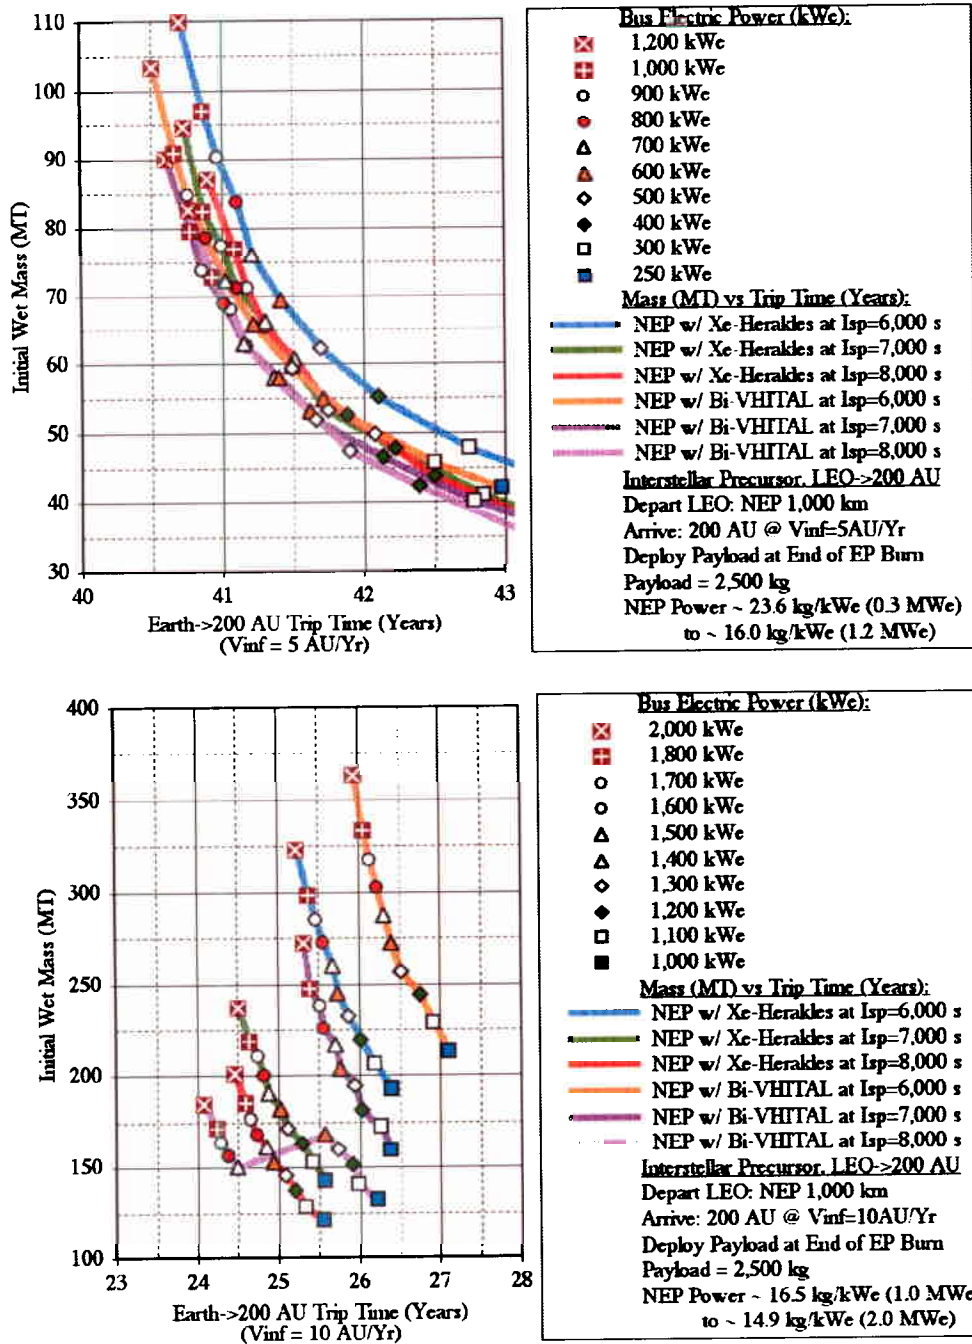 110
100
90
80
70
60
50
40
30
Initial Wet Mass (MT)
40 41 42 43
Earth->200 AU Trip Time (Years)
(Vinf = 5 AU/Yr)
Bus Electric Power (kWe):
1,200 kWe
1,000 kWe
900 kWe
800 kWe
700 kWe
600 kWe
500 kWe
400 kWe
300 kWe
250 kWe
Mass (MT) vs Trip Time (Years):
NEP w/ Xe-Herakles at Isp=6,000 s
NEP w/ Xe-Herakles at Isp=7,000 s
NEP w/ Xe-Herakles at Isp=8,000 s
NEP w/ Bi-VHITAL at Isp=6,000 s
NEP w/ Bi-VHITAL at Isp=7,000 s
NEP w/ Bi-VHITAL at Isp=8,000 s
Interstellar Precursor, LEO->200 AU
Depart LEO: NEP 1,000 km
Arrive: 200 AU @ Vinf=5AU/Yr
Deploy Payload at End of EP Burn
Payload = 2,500 kg
NEP Power ~ 23.6 kg/kWe (0.3 MWe)
to ~ 16.0 kg/kWe (1.2 MWe)
400
350
300
250
200
150
100
Initial Wet Mass (MT)
23 24 25 26 27 28
Earth->200 AU Trip Time (Years)
(Vinf = 10 AU/Yr)
Bus Electric Power (kWe):
2,000 kWe
1,800 kWe
1,700 kWe
1,600 kWe
1,500 kWe
1,400 kWe
1,300 kWe
1,200 kWe
1,100 kWe
1,000 kWe
Mass (MT) vs Trip Time (Years):
NEP w/ Xe-Herakles at Isp=6,000 s
NEP w/ Xe-Herakles at Isp=7,000 s
NEP w/ Xe-Herakles at Isp=8,000 s
NEP w/ Bi-VHITAL at Isp=6,000 s
NEP w/ Bi-VHITAL at Isp=7,000 s
NEP w/ Bi-VHITAL at Isp=8,000 s
Interstellar Precursor, LEO->200 AU
Depart LEO: NEP 1,000 km
Arrive: 200 AU @ Vinf=10AU/Yr
Deploy Payload at End of EP Burn
Payload = 2,500 kg
NEP Power ~ 16.5 kg/kWe (1.0 MWe
to ~ 14.9 kg/kWe (2.0 MWe)